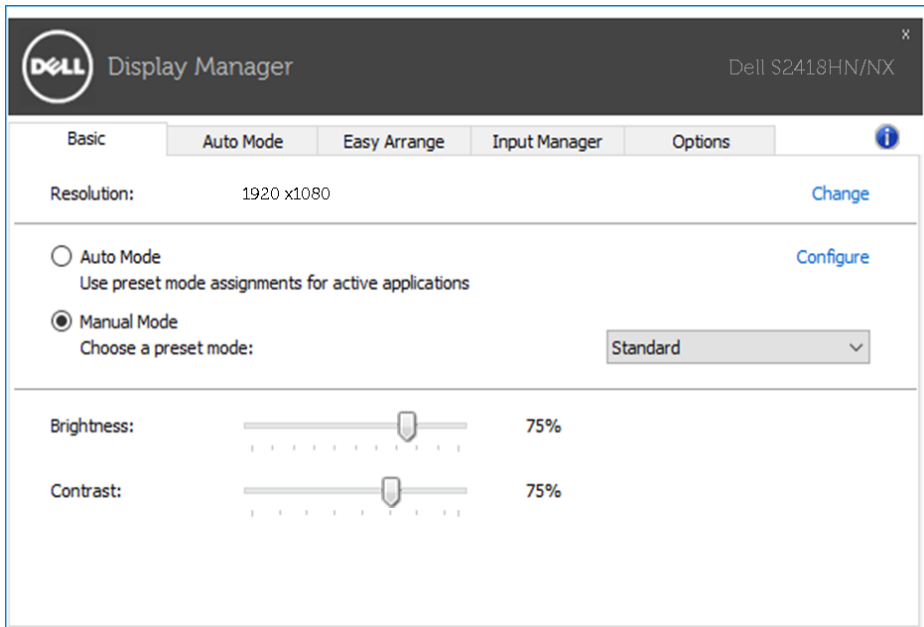 DELL Display Manager
x
Dell S2418HN/NX
Basic Auto Mode Easy Arrange Input Manager Options i
Resolution: 1920 x1080 Change
Auto Mode Configure
Use preset mode assignments for active applications
Manual Mode
Choose a preset mode: Standard
Brightness: 75%
Contrast: 75%